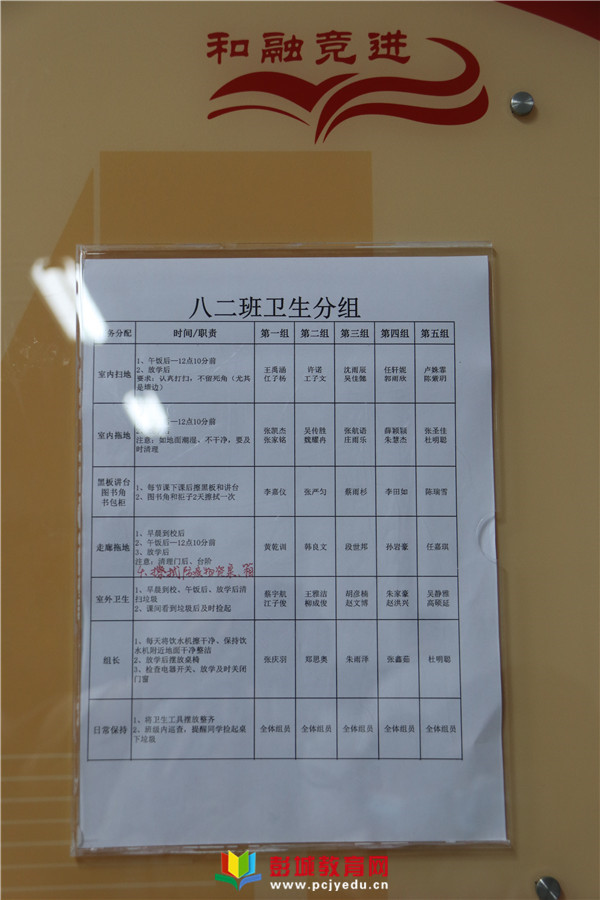 和融竞进
八二班卫生分组
务分配 时间/职责 第一组 第二组 第三组 第四组 第五组
室内扫地
1、午饭后—12点10分前
2、放学后
要求：认真打扫，不留死角（尤其
是墙边）
王禹涵 许诺 沈雨辰 任轩妮 卢姝霏
江子杨 王子文 吴佳懿 郭雨欣 陈紫玥
室内拖地
—12点10分前
注意：如地面潮湿、不干净，要及
时清理
张凯杰 吴传胜 张航语 薛颖颖 张圣佳
张家铭 魏耀冉 庄雨乐 朱慧杰 杜明聪
黑板讲台
图书角
书包柜
1、每节课下课后擦黑板和讲台
2、图书角和柜子2天擦拭一次
李嘉仪 张严匀 蔡雨杉 李田如 陈瑞雪
走廊拖地
1、早晨到校后
2、午饭后—12点10分前
3、放学后
注意：清理门后、台阶
黄乾训 韩良文 段世邦 孙岩豪 任嘉琪
室外卫生
1、早晨到校、午饭后、放学后清
扫垃圾
2、课间看到垃圾后及时捡起
蔡宇航 王雅洁 胡彦楠 朱家豪 吴静雅
江子俊 柳成俊 赵文博 赵洪兴 高硕延
组长
1、每天将饮水机擦干净，保持饮
水机附近地面干净整洁
2、放学后摆放桌椅
3、检查电器开关、放学及时关闭
门窗
张庆羽 郑思奥 朱雨泽 张鑫茹 杜明聪
日常保持
1、将卫生工具摆放整齐
2、班级内巡查，提醒同学捡起桌
下垃圾
全体组员 全体组员 全体组员 全体组员 全体组员
彭城教育网
www.pcjyedu.cn